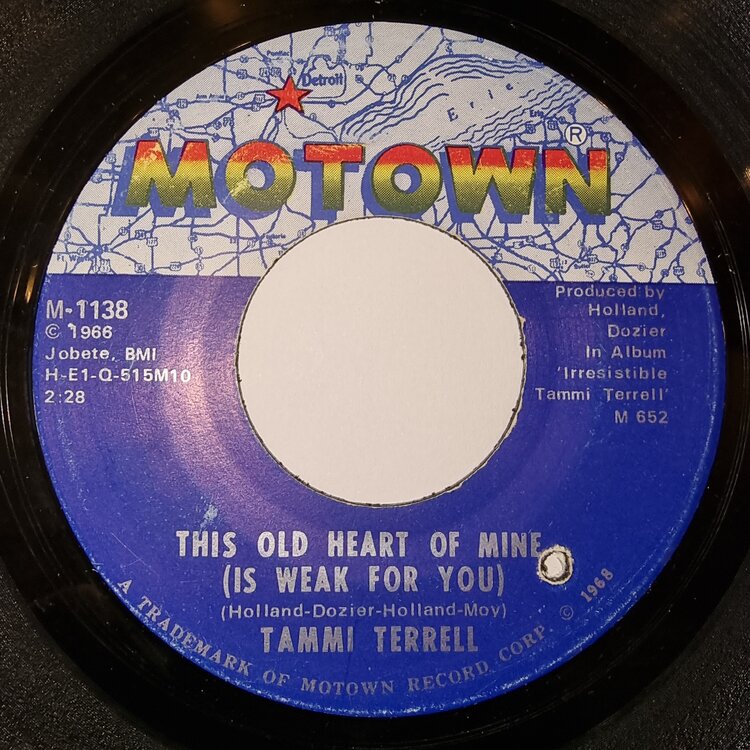 Detroit
Erie
MOTOWN®
M-1138
© 1966
Jobete, BMI
H-E1-Q-515M10
2:28
Produced by
Holland,
Dozier
In Album
'Irresistible
Tammi Terrell'
M 652
THIS OLD HEART OF MINE
(IS WEAK FOR YOU)
(Holland-Dozier-Holland-Moy)
TAMMI TERRELL
A TRADEMARK OF MOTOWN RECORD CORP. © 1968